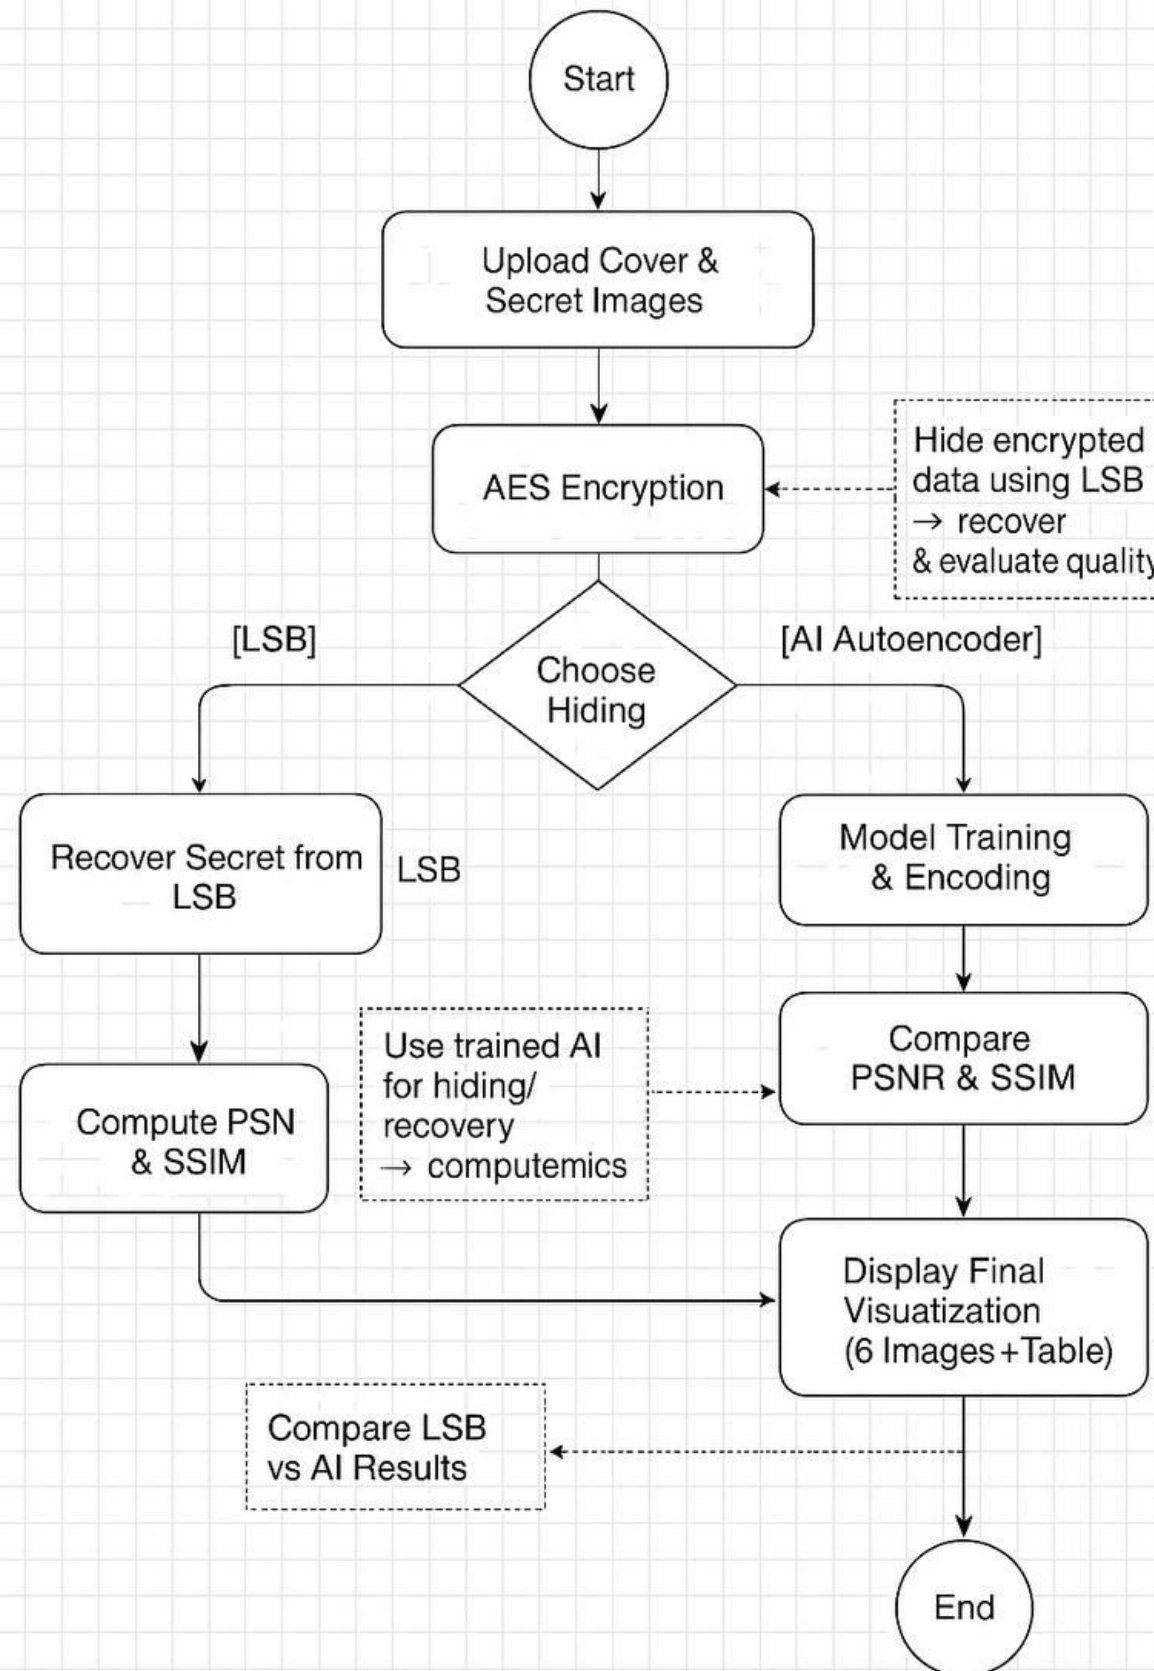 Start
Upload Cover &
Secret Images
AES Encryption
Hide encrypted
data using LSB
→ recover
& evaluate quality
[LSB]
[AI Autoencoder]
Choose
Hiding
Recover Secret from
LSB
LSB
Model Training
& Encoding
Use trained AI
for hiding/
recovery
→ computemics
Compare
PSNR & SSIM
Compute PSN
& SSIM
Display Final
Visuatization
(6 Images+Table)
Compare LSB
vs AI Results
End